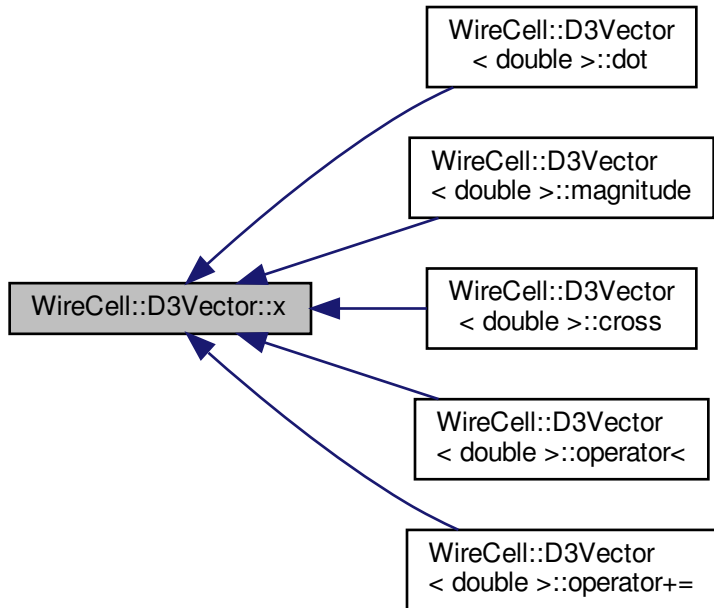 WireCell::D3Vector
< double >::dot
WireCell::D3Vector
< double >::magnitude
WireCell::D3Vector::x
WireCell::D3Vector
< double >::cross
WireCell::D3Vector
< double >::operator<
WireCell::D3Vector
< double >::operator+=